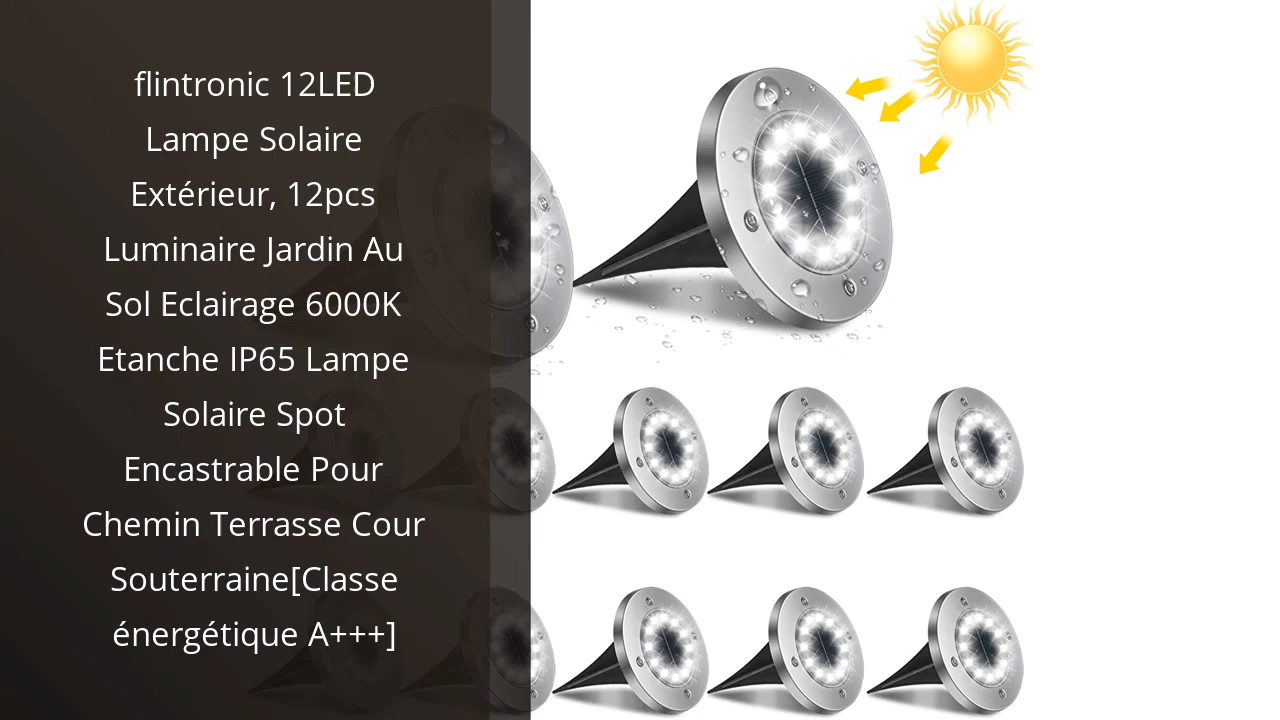 flintronic 12LED
Lampe Solaire
Extérieur, 12pcs
Luminaire Jardin Au
Sol Eclairage 6000K
Etanche IP65 Lampe
Solaire Spot
Encastrable Pour
Chemin Terrasse Cour
Souterraine[Classe
énergétique A+++]